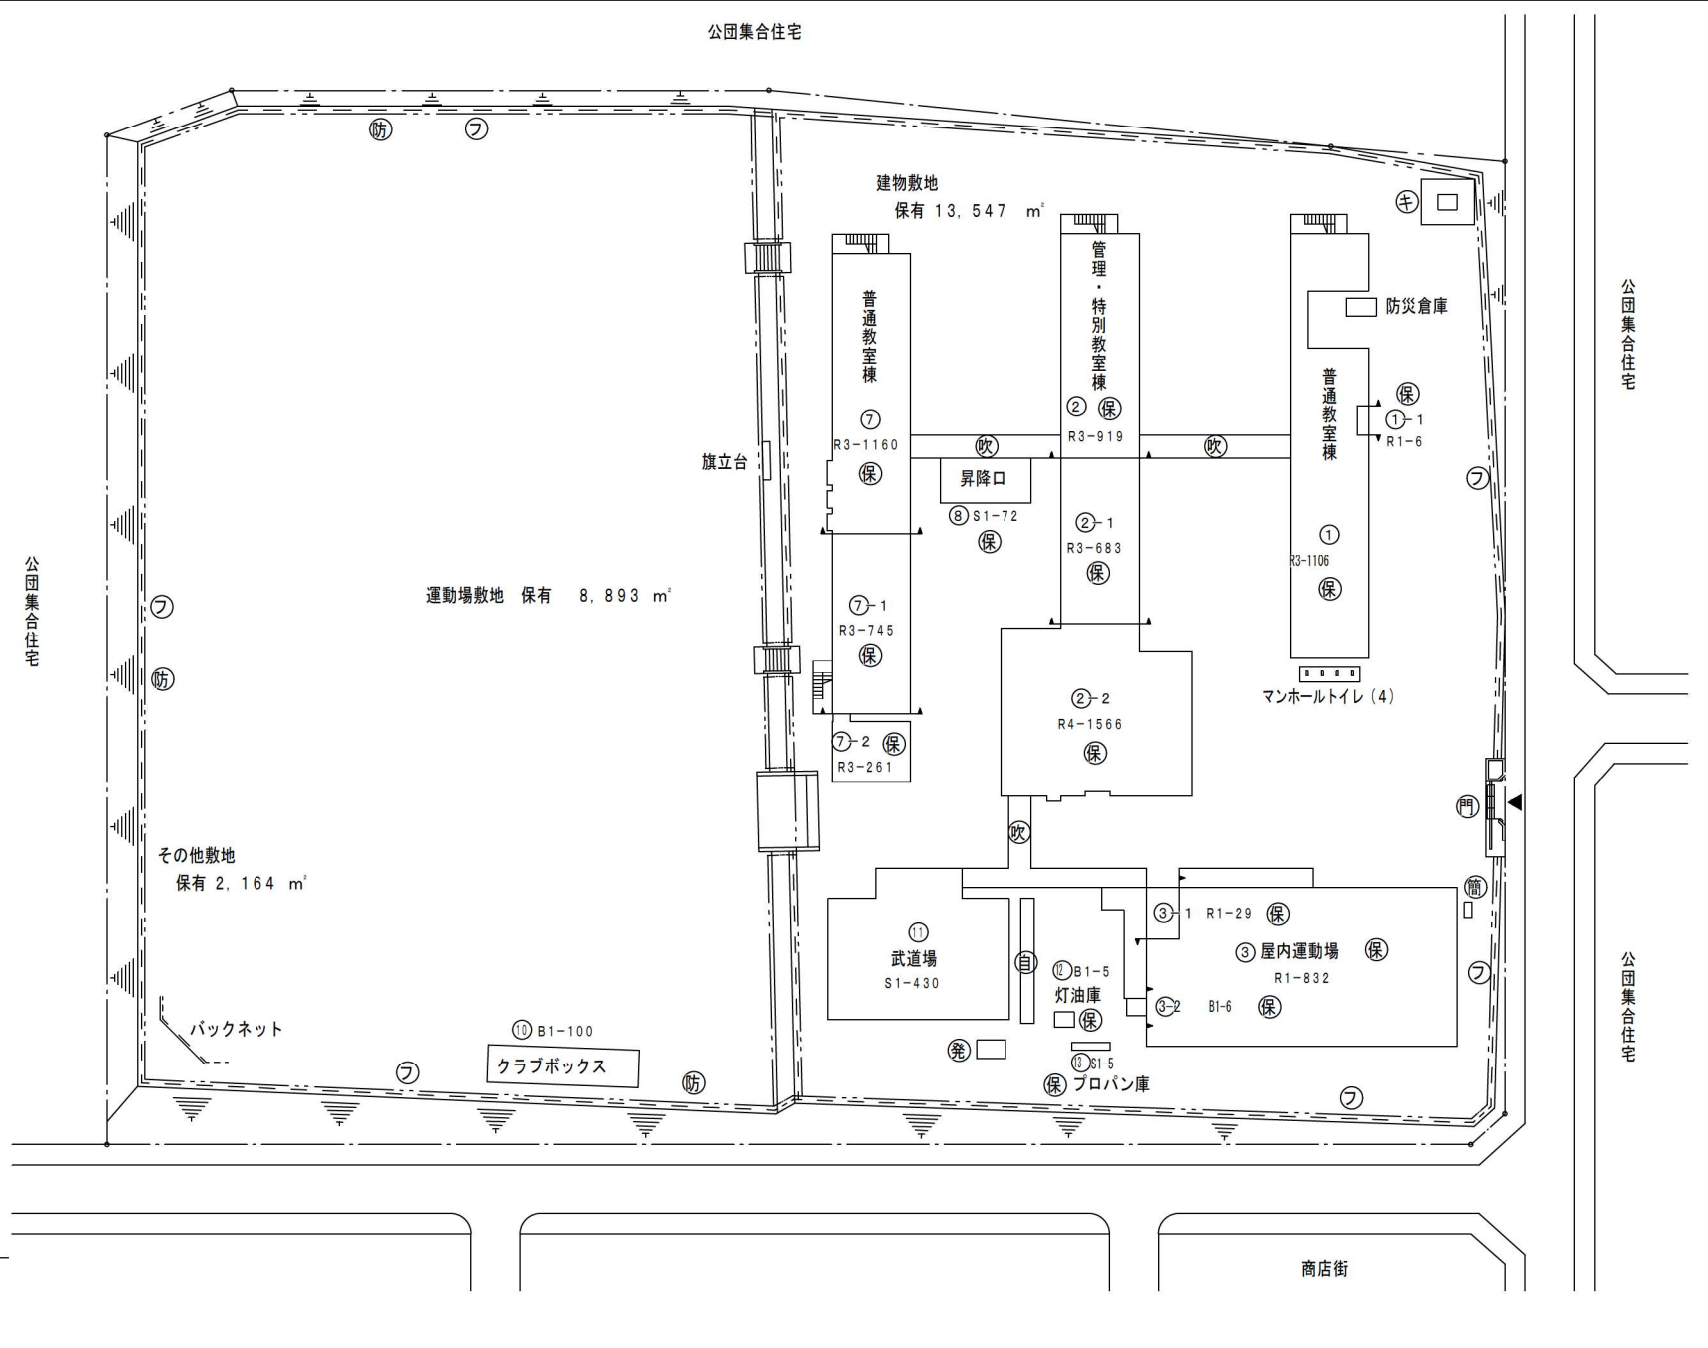 公団集合住宅
防
フ
建物敷地
保有 13,547 ㎡
キ
管理・特別教室棟
② 保
R3-919
普通教室棟
⑦
R3-1160
保
防災倉庫
公団集合住宅
普通教室棟
保
①-1
R1-6
吹
吹
旗立台
昇降口
⑧ S1-72
保
フ
②-1
R3-683
保
①
R3-1106
保
公団集合住宅
フ
防
運動場敷地 保有 8,893 ㎡
⑦-1
R3-745
保
マンホールトイレ(4)
②-2
R4-1566
保
⑦-2 保
R3-261
門
吹
その他敷地
保有 2,164 ㎡
簡
③-1 R1-29 保
⑪
武道場
S1-430
自
③ 屋内運動場 保
R1-832
フ
⑫ B1-5
灯油庫
保
③-2 B1-6 保
公団集合住宅
バックネット
⑩ B1-100
クラブボックス
発
⑬ S1-5
保 プロパン庫
フ
防
フ
商店街